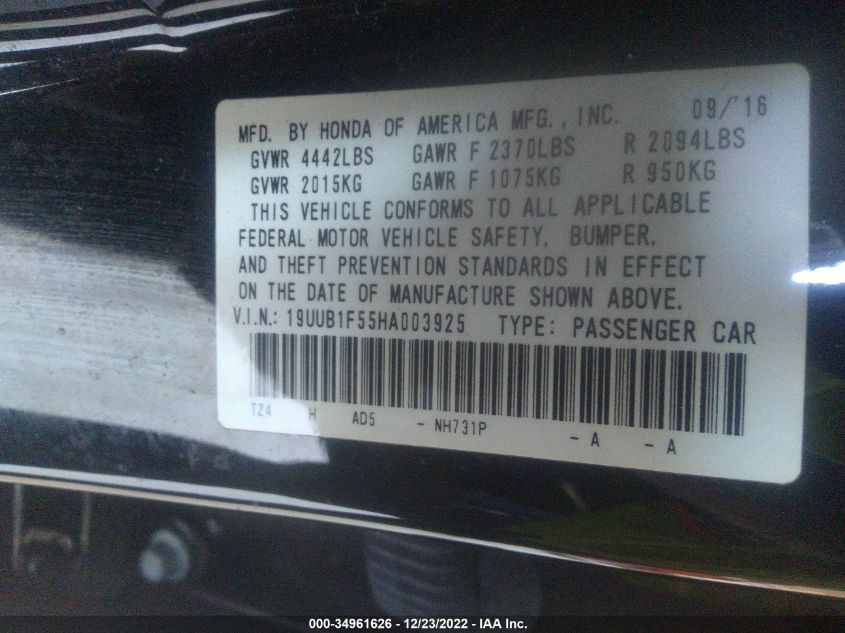 MFD. BY HONDA OF AMERICA MFG., INC. 09/'16
GVWR 4442LBS GAWR F 2370LBS R 2094LBS
GVWR 2015KG GAWR F 1075KG R 950KG
THIS VEHICLE CONFORMS TO ALL APPLICABLE
FEDERAL MOTOR VEHICLE SAFETY, BUMPER,
AND THEFT PREVENTION STANDARDS IN EFFECT
ON THE DATE OF MANUFACTURE SHOWN ABOVE.
V.I.N.: 19UUB1F55HA003925 TYPE: PASSENGER CAR
TZ4 H AD5 - NH731P - A - A
000-34961626 - 12/23/2022 - IAA Inc.